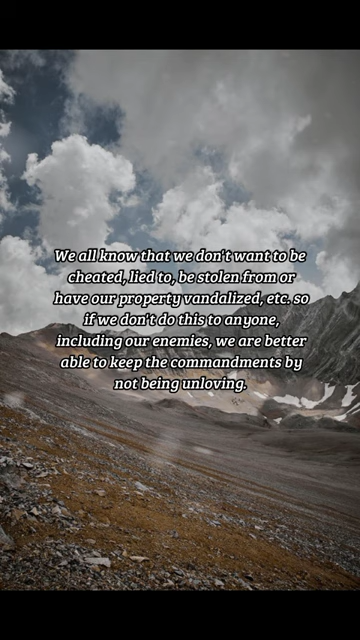 We all know that we don't want to be
cheated, lied to, be stolen from or
have our property vandalized, etc. so
if we don't do this to anyone,
including our enemies, we are better
able to keep the commandments by
not being unloving.